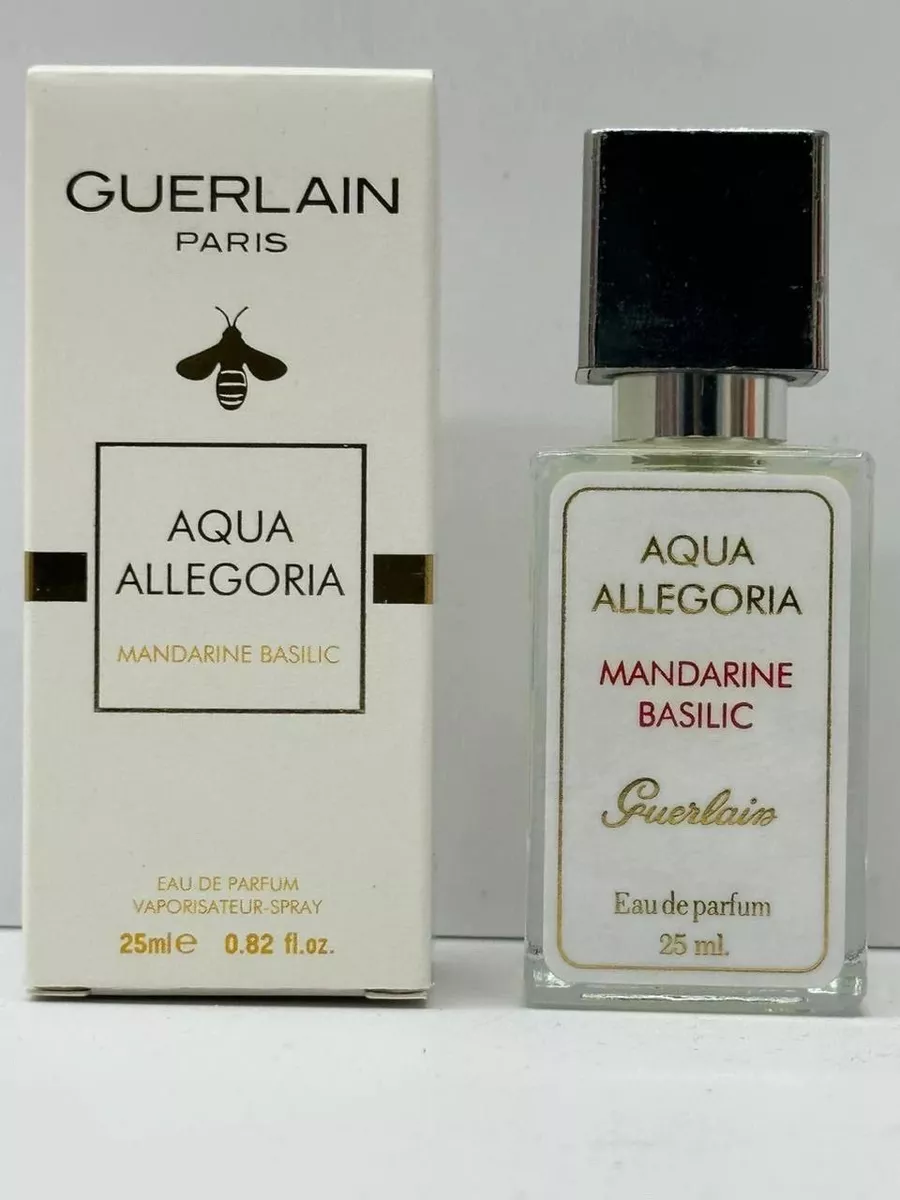 GUERLAIN
PARIS
AQUA
ALLEGORIA
MANDARINE BASILIC
EAU DE PARFUM
VAPORISATEUR-SPRAY
25ml℮ 0.82 fl.oz.
AQUA
ALLEGORIA
MANDARINE
BASILIC
Guerlain
Eau de parfum
25 ml.